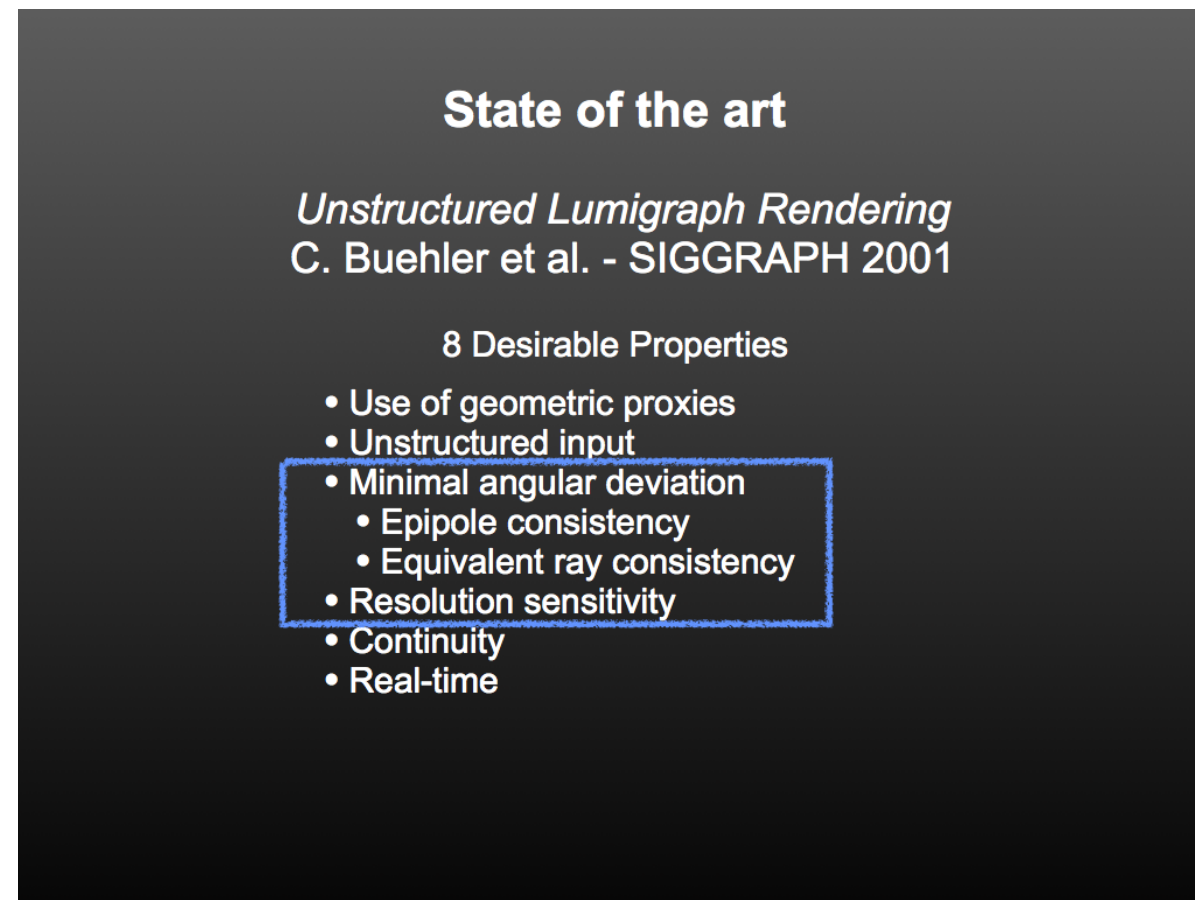 State of the art
Unstructured Lumigraph Rendering
C. Buehler et al. - SIGGRAPH 2001
8 Desirable Properties
• Use of geometric proxies
• Unstructured input
• Minimal angular deviation
• Epipole consistency
• Equivalent ray consistency
• Resolution sensitivity
• Continuity
• Real-time